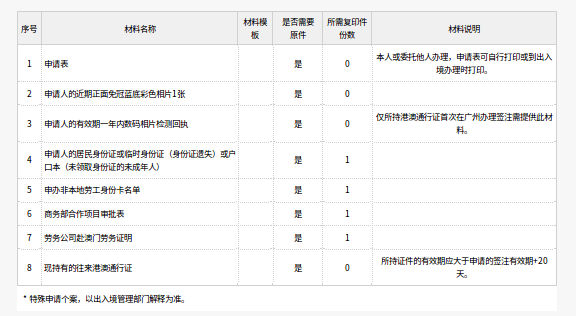 序号 材料名称 材料模板 是否需要原件 所需复印件份数 材料说明
1 申请表 是 0 本人或委托他人办理，申请表可自行打印或到出入境办理时打印。
2 申请人的近期正面免冠蓝底彩色相片1张 是 0
3 申请人的有效期一年内数码相片检测回执 是 0 仅所持港澳通行证首次在广州办理签注需提供此材料。
4 申请人的居民身份证或临时身份证（身份证遗失）或户口本（未领取身份证的未成年人） 是 1
5 申办非本地劳工身份卡名单 是 1
6 商务部合作项目审批表 是 1
7 劳务公司赴澳门劳务证明 是 1
8 现持有的往来港澳通行证 是 0 所持证件的有效期应大于申请的签注有效期+20天。
* 特殊申请个案，以出入境管理部门解释为准。